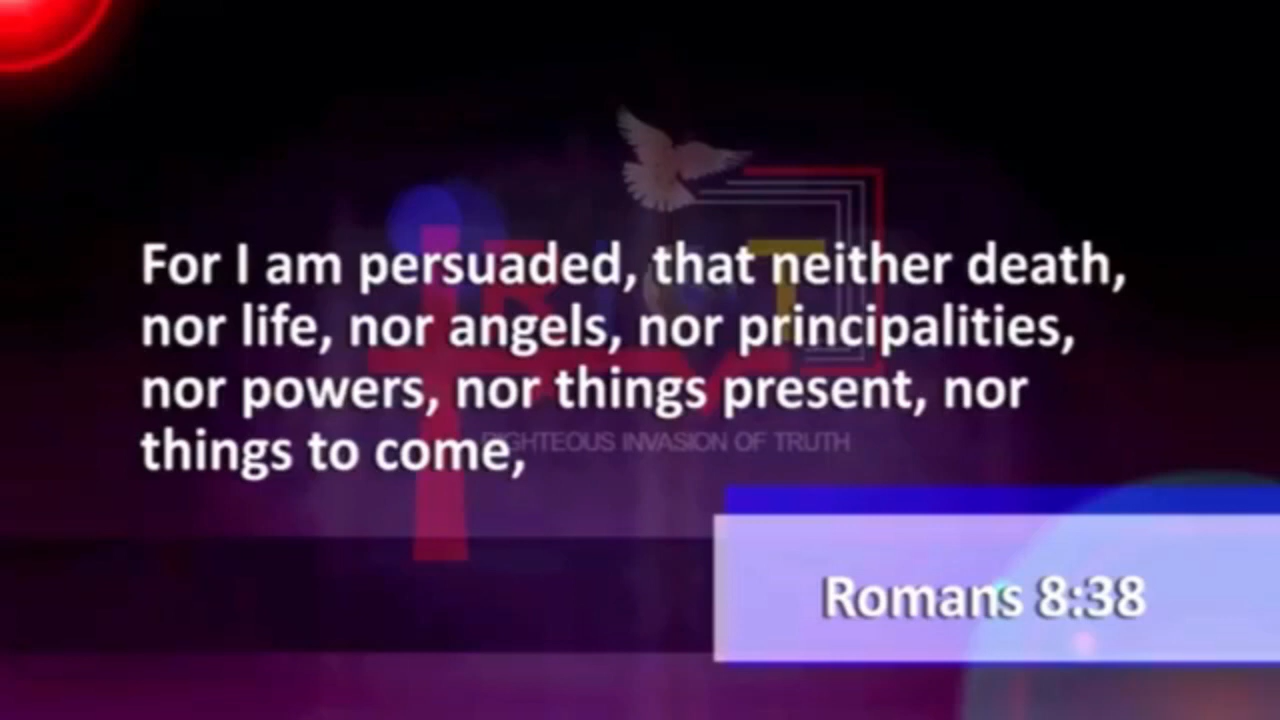 For I am persuaded, that neither death,
nor life, nor angels, nor principalities,
nor powers, nor things present, nor
things to come,
RIGHTEOUS INVASION OF TRUTH
Romans 8:38